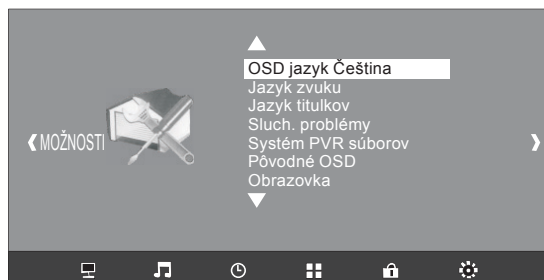 OSD jazyk Čeština
Jazyk zvuku
Jazyk titulkov
Sluch. problémy
MOŽNOSTI
Systém PVR súborov
Pôvodné OSD
Obrazovka